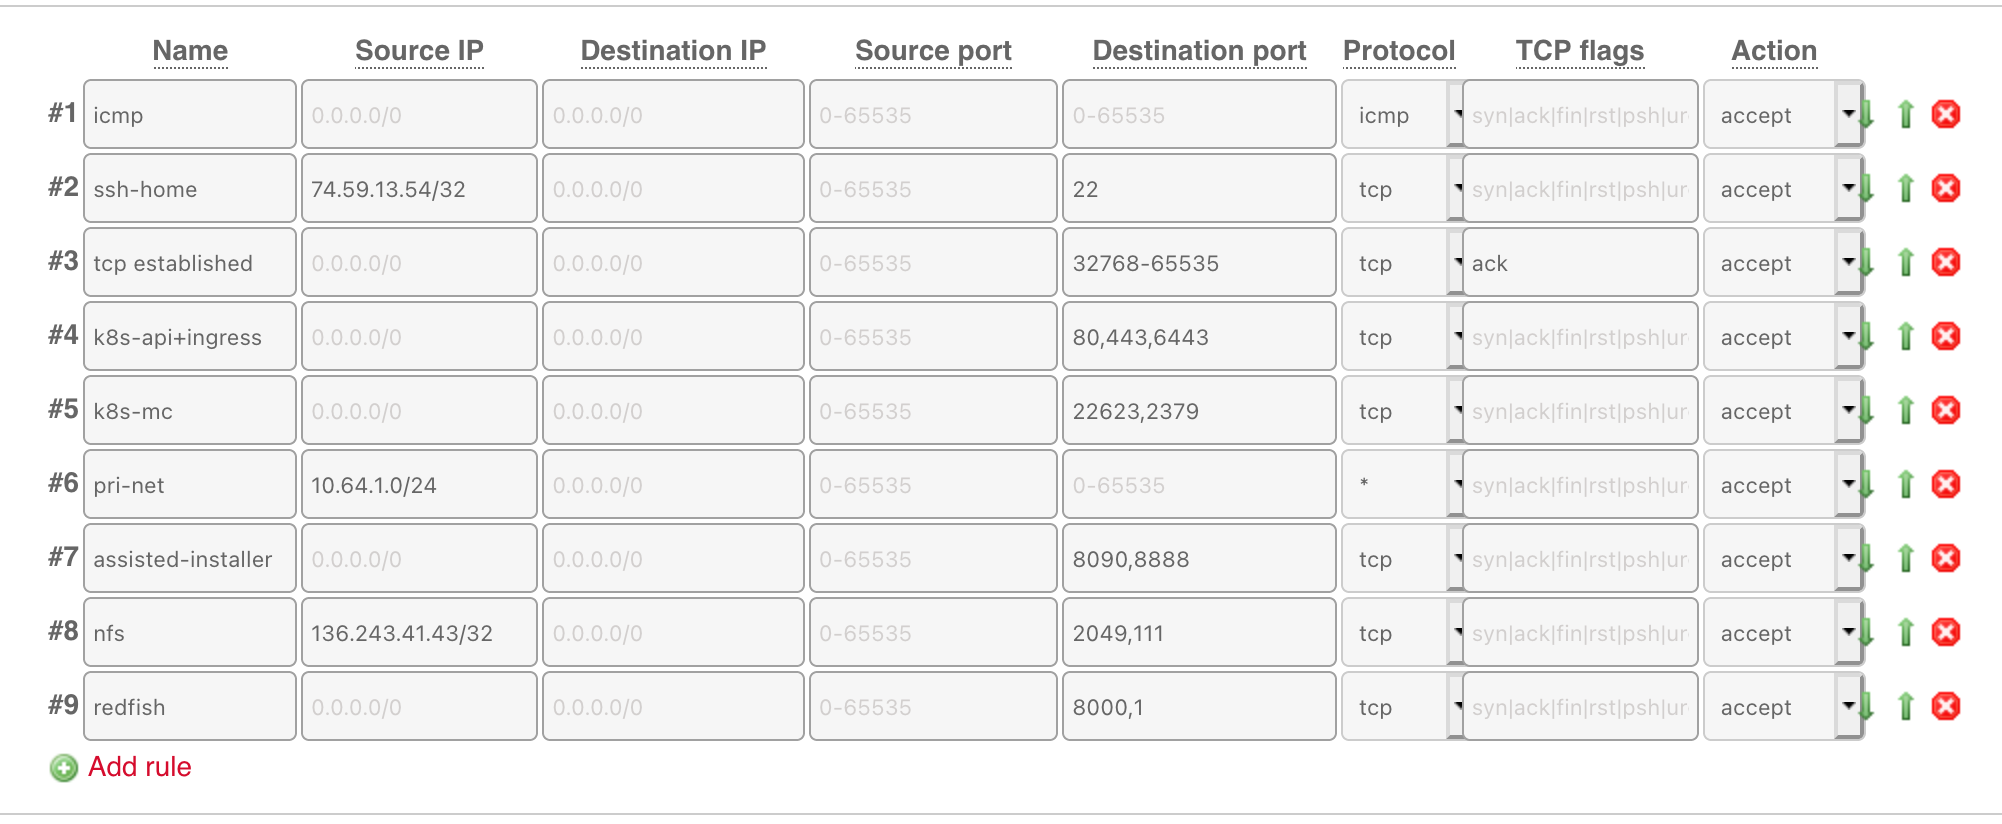 Name Source IP Destination IP Source port Destination port Protocol TCP flags Action
#1 icmp 0.0.0.0/0 0.0.0.0/0 0-65535 0-65535 icmp syn|ack|fin|rst|psh|ur accept
#2 ssh-home 74.59.13.54/32 0.0.0.0/0 0-65535 22 tcp syn|ack|fin|rst|psh|ur accept
#3 tcp established 0.0.0.0/0 0.0.0.0/0 0-65535 32768-65535 tcp ack accept
#4 k8s-api+ingress 0.0.0.0/0 0.0.0.0/0 0-65535 80,443,6443 tcp syn|ack|fin|rst|psh|ur accept
#5 k8s-mc 0.0.0.0/0 0.0.0.0/0 0-65535 22623,2379 tcp syn|ack|fin|rst|psh|ur accept
#6 pri-net 10.64.1.0/24 0.0.0.0/0 0-65535 0-65535 * syn|ack|fin|rst|psh|ur accept
#7 assisted-installer 0.0.0.0/0 0.0.0.0/0 0-65535 8090,8888 tcp syn|ack|fin|rst|psh|ur accept
#8 nfs 136.243.41.43/32 0.0.0.0/0 0-65535 2049,111 tcp syn|ack|fin|rst|psh|ur accept
#9 redfish 0.0.0.0/0 0.0.0.0/0 0-65535 8000,1 tcp syn|ack|fin|rst|psh|ur accept
Add rule